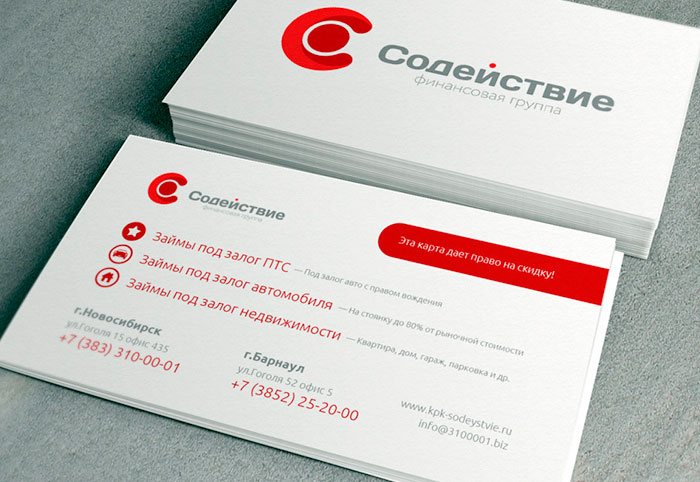 Содействие
финансовая группа
Содействие
финансовая группа
Эта карта дает право на скидку!
Займы под залог ПТС — Под залог авто с правом вождения
Займы под залог автомобиля — На стоянку до 80% от рыночной стоимости
Займы под залог недвижимости — Квартира, дом, гараж, парковка и др.
г.Новосибирск
ул.Гоголя 15 офис 435
+7 (383) 310-00-01
г.Барнаул
ул.Гоголя 52 офис 5
+7 (3852) 25-20-00
www.kpk-sodeystvie.ru
info@3100001.biz